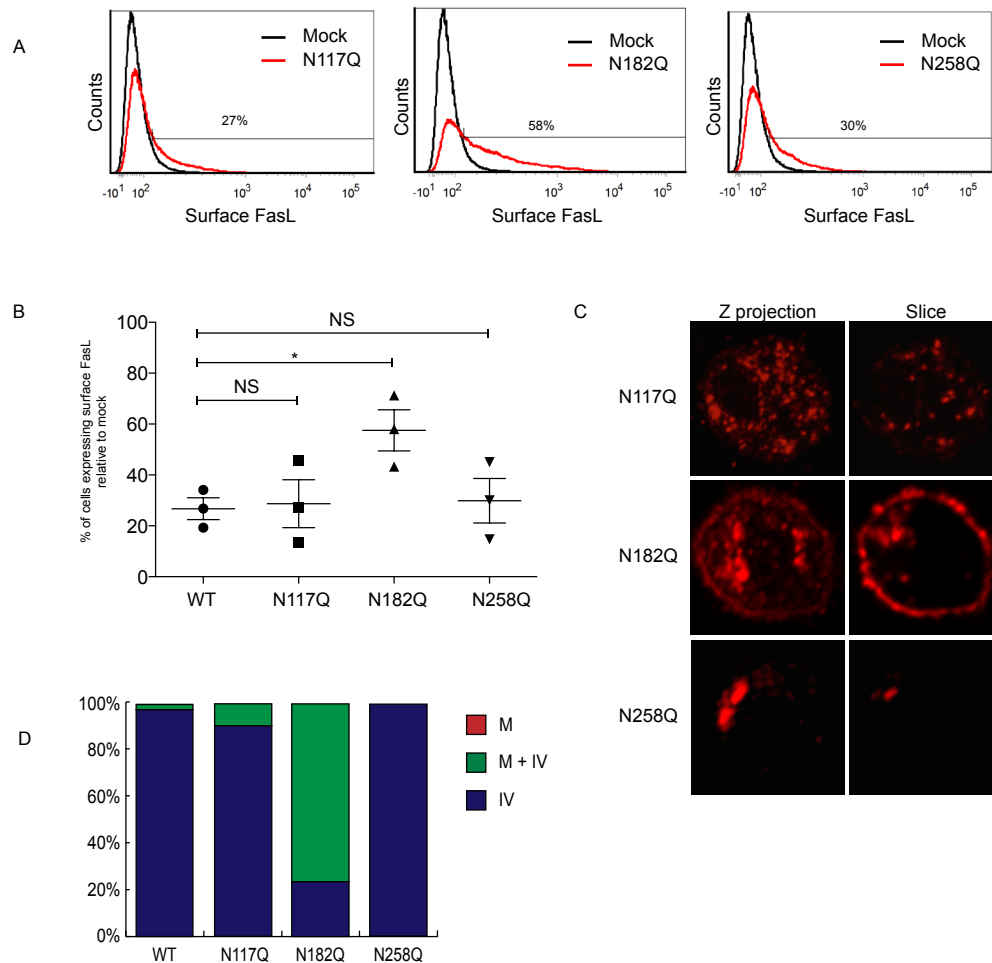 A
Mock
N117Q
27%
Counts
-10¹ 10² 10³ 10⁴ 10⁵
Surface FasL
Mock
N182Q
58%
Counts
-10¹ 10² 10³ 10⁴ 10⁵
Surface FasL
Mock
N258Q
30%
Counts
-10¹ 10² 10³ 10⁴ 10⁵
Surface FasL
B
% of cells expressing surface FasL
relative to mock
100
80
60
40
20
0
NS
*
NS
WT N117Q N182Q N258Q
C
Z projection Slice
N117Q
N182Q
N258Q
D
100%
80%
60%
40%
20%
0%
WT N117Q N182Q N258Q
M
M + IV
IV